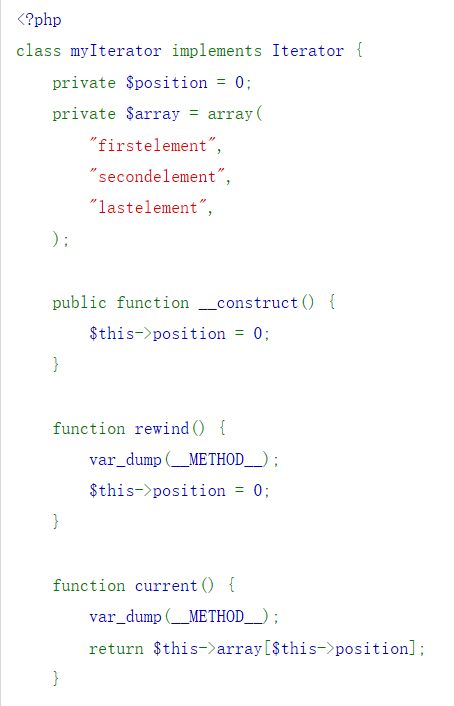 <?php
class myIterator implements Iterator {
    private $position = 0;
    private $array = array(
        "firstelement",
        "secondelement",
        "lastelement",
    );

    public function __construct() {
        $this->position = 0;
    }

    function rewind() {
        var_dump(__METHOD__);
        $this->position = 0;
    }

    function current() {
        var_dump(__METHOD__);
        return $this->array[$this->position];
    }